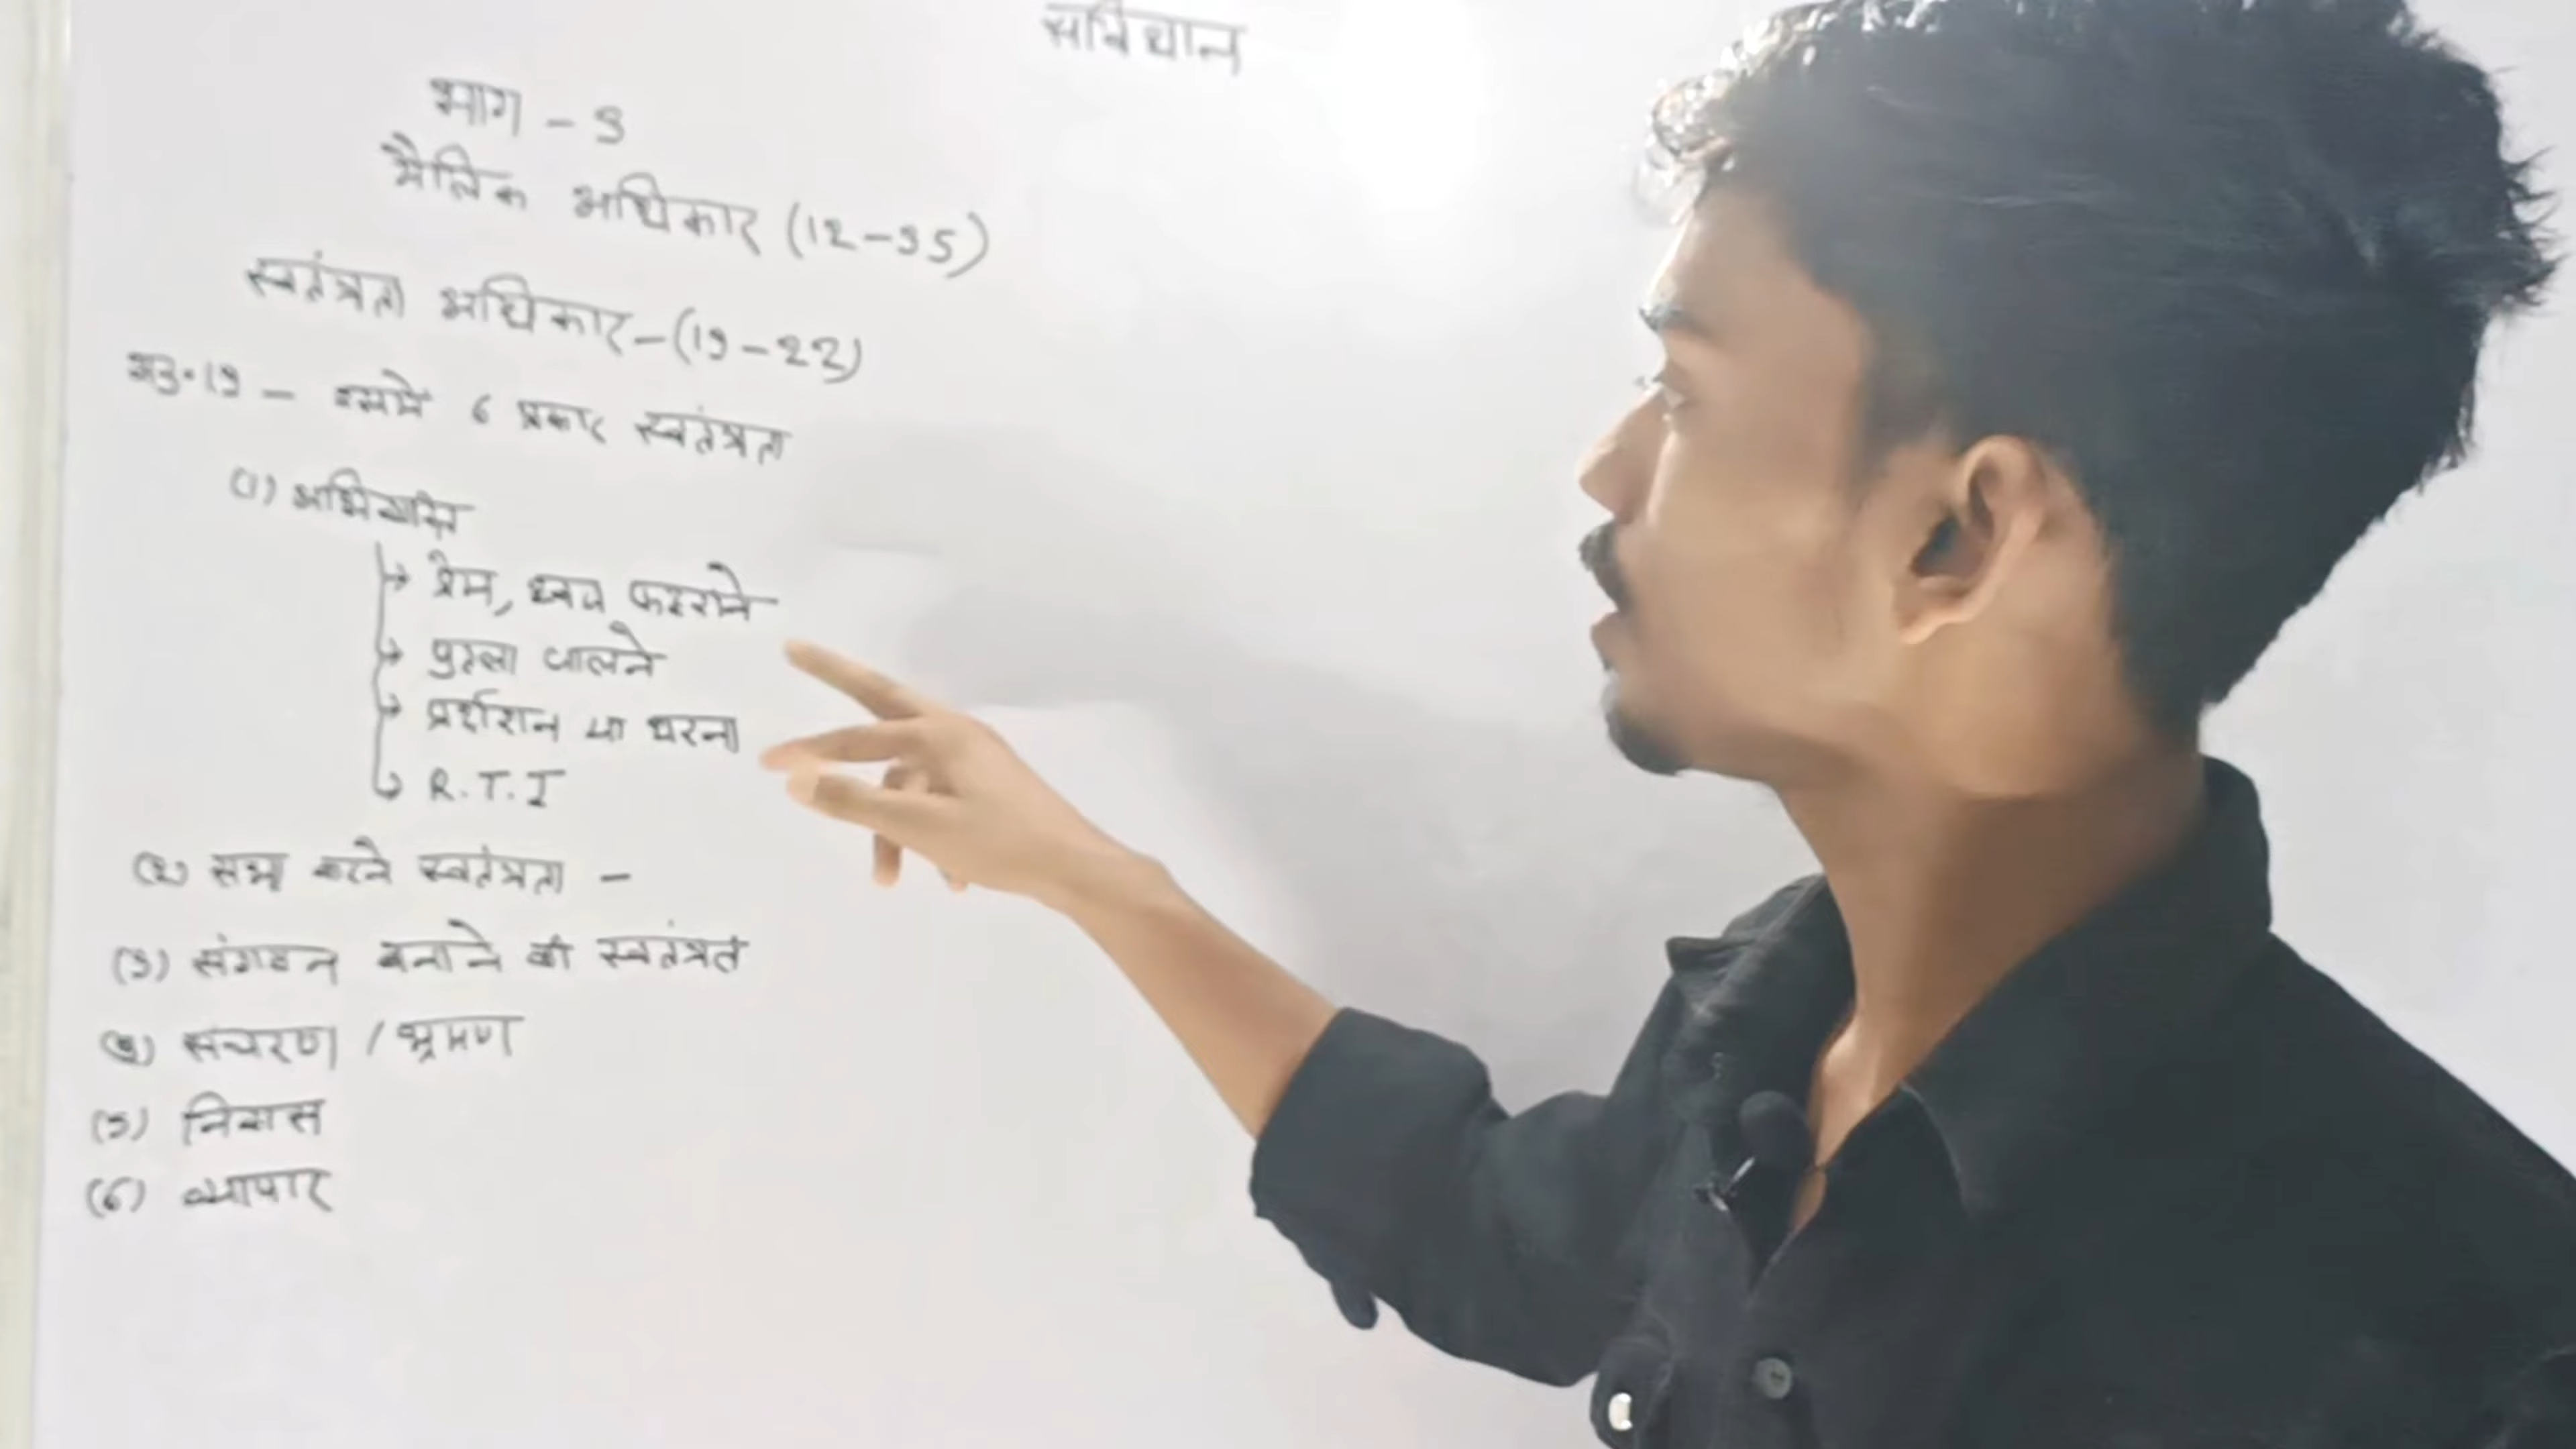 संविधान
भाग - 3
मौलिक अधिकार (12-35)
स्वतंत्रता अधिकार - (19-22)
अनु. 19 - इसमें 6 प्रकार स्वतंत्रता
(1) अभिव्यक्ति
→ प्रेस, ध्वज फहराने
→ पुतला जालने
→ प्रर्दाशन या धरना
→ R.T.I
(2) सभा करने स्वतंत्रता -
(3) संगठन बनाने की स्वतंत्रत
(4) संचरण / भ्रमण
(5) निवास
(6) व्यापार